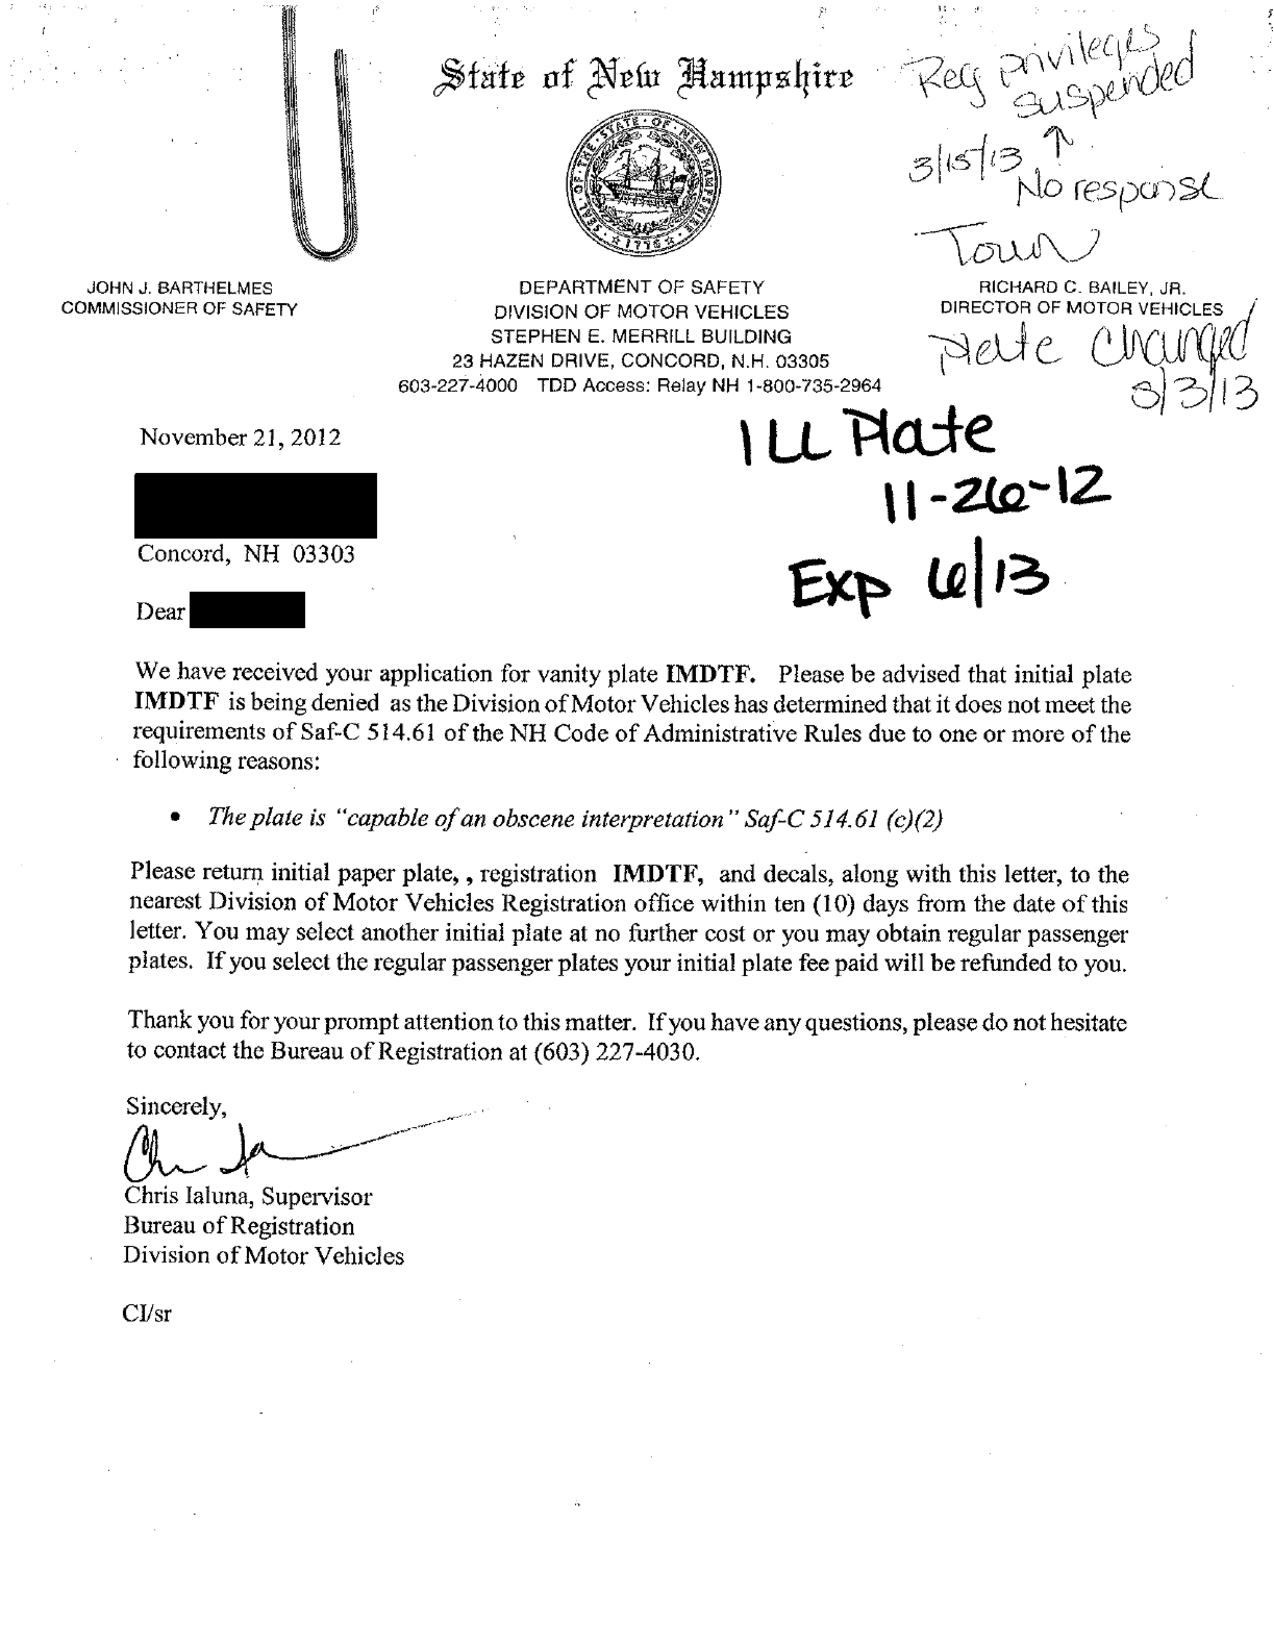 State of New Hampshire
Reg privileges
suspended
3/15/13 ↑
No response
Town
SEAL · OF · THE · STATE · OF · NEW HAMPSHIRE
1776
JOHN J. BARTHELMES
COMMISSIONER OF SAFETY
DEPARTMENT OF SAFETY
DIVISION OF MOTOR VEHICLES
STEPHEN E. MERRILL BUILDING
23 HAZEN DRIVE, CONCORD, N.H. 03305
603-227-4000 TDD Access: Relay NH 1-800-735-2964
RICHARD C. BAILEY, JR.
DIRECTOR OF MOTOR VEHICLES
Plate Changed
November 21, 2012
Ill Plate
11-26-12
Exp 6/13
Concord, NH 03303
Dear
We have received your application for vanity plate IMDTF. Please be advised that initial plate
IMDTF is being denied as the Division of Motor Vehicles has determined that it does not meet the
requirements of Saf-C 514.61 of the NH Code of Administrative Rules due to one or more of the
following reasons:
• The plate is "capable of an obscene interpretation" Saf-C 514.61 (c)(2)
Please return initial paper plate, , registration IMDTF, and decals, along with this letter, to the
nearest Division of Motor Vehicles Registration office within ten (10) days from the date of this
letter. You may select another initial plate at no further cost or you may obtain regular passenger
plates. If you select the regular passenger plates your initial plate fee paid will be refunded to you.
Thank you for your prompt attention to this matter. If you have any questions, please do not hesitate
to contact the Bureau of Registration at (603) 227-4030.
Sincerely,
Chris Ialuna, Supervisor
Bureau of Registration
Division of Motor Vehicles
CI/sr